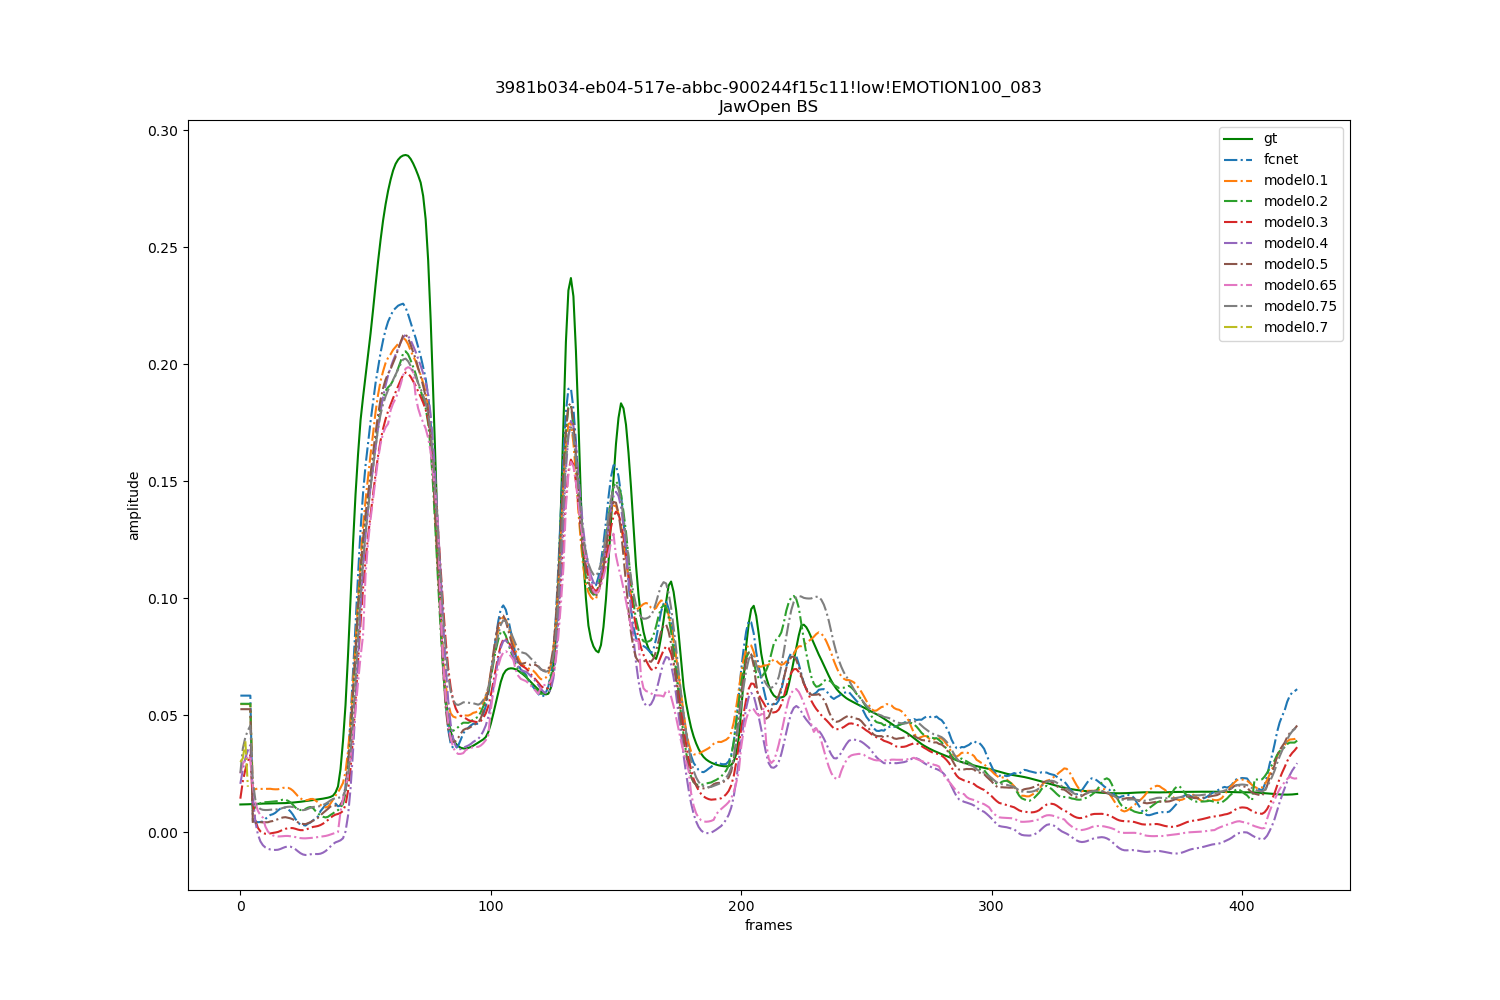 3981b034-eb04-517e-abbc-900244f15c11!low!EMOTION100_083
JawOpen BS
0.30
0.25
0.20
0.15
0.10
0.05
0.00
amplitude
0
100
200
300
400
frames
gt
fcnet
model0.1
model0.2
model0.3
model0.4
model0.5
model0.65
model0.75
model0.7